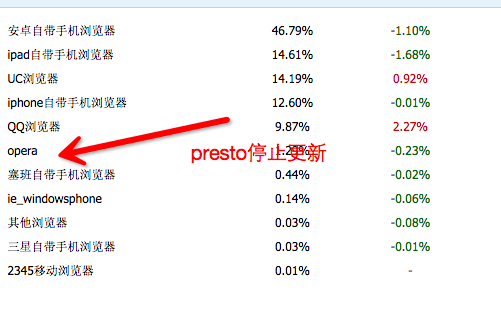 安卓自带手机浏览器 46.79% -1.10%
ipad自带手机浏览器 14.61% -1.68%
UC浏览器 14.19% 0.92%
iphone自带手机浏览器 12.60% -0.01%
QQ浏览器 9.87% 2.27%
opera -0.23%
presto停止更新
塞班自带手机浏览器 0.44% -0.02%
ie_windowsphone 0.14% -0.06%
其他浏览器 0.03% -0.08%
三星自带手机浏览器 0.03% -0.01%
2345移动浏览器 0.01% -